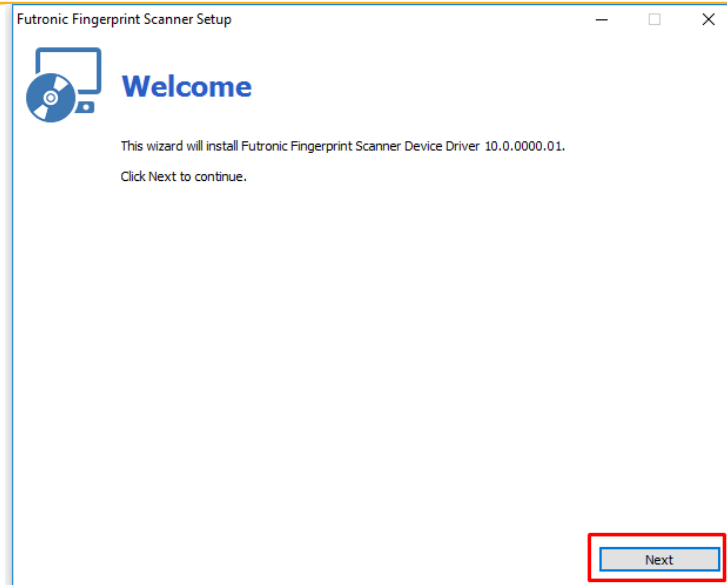 Futronic Fingerprint Scanner Setup
Welcome
This wizard will install Futronic Fingerprint Scanner Device Driver 10.0.0000.01.
Click Next to continue.
Next